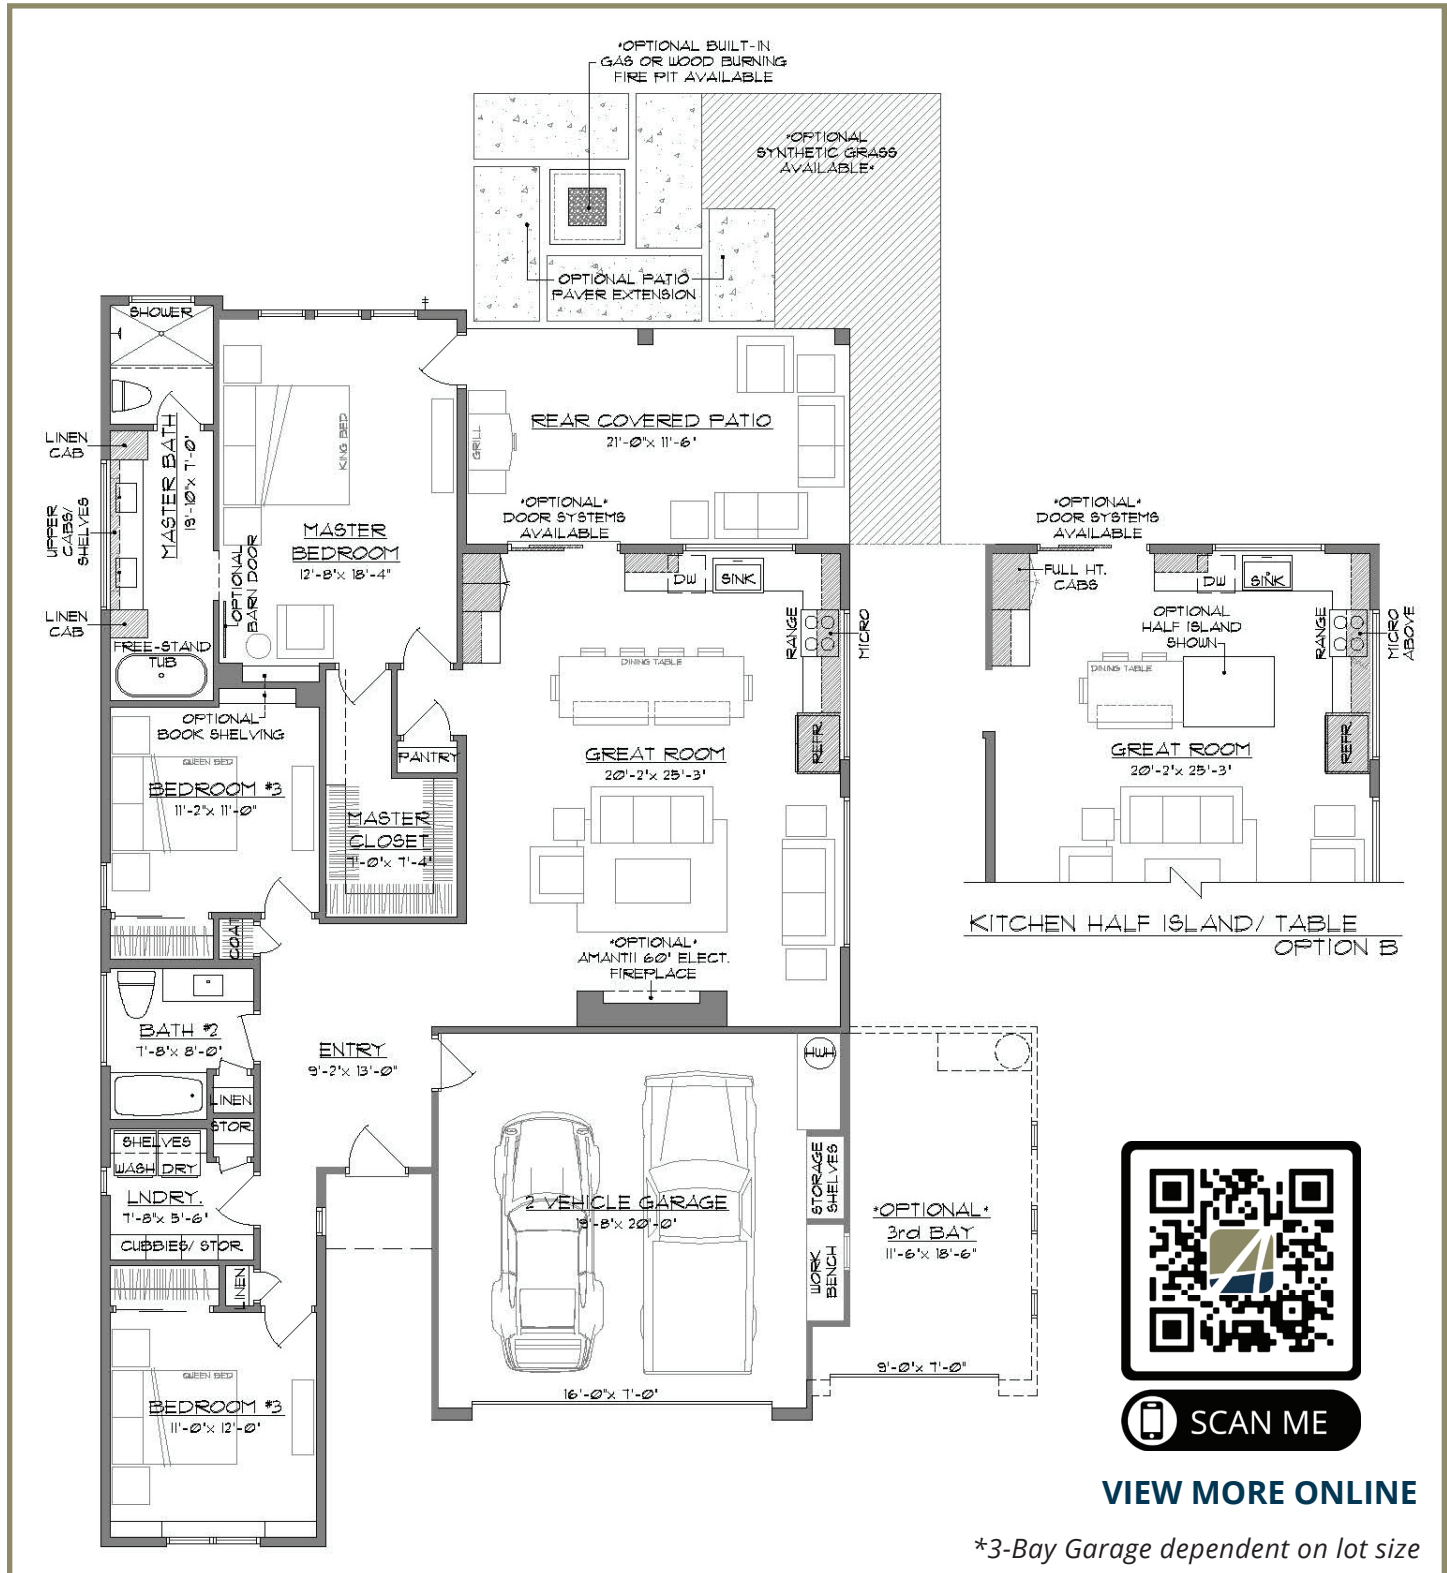 *OPTIONAL BUILT-IN
GAS OR WOOD BURNING
FIRE PIT AVAILABLE
*OPTIONAL
SYNTHETIC GRASS
AVAILABLE*
OPTIONAL PATIO
PAVER EXTENSION
SHOWER
LINEN
CAB
MASTER BATH
UPPER
CABS/
SHELVES
LINEN
CAB
FREE-STAND
TUB
KING BED
MASTER
BEDROOM
12'-8"x 18'-4"
OPTIONAL
BARN DOOR
GRILL
REAR COVERED PATIO
21'-0"x 11'-6"
*OPTIONAL*
DOOR SYSTEMS
AVAILABLE
DW
SINK
RANGE
MICRO
DINING TABLE
REFR.
GREAT ROOM
20'-2"x 25'-3"
*OPTIONAL*
DOOR SYSTEMS
AVAILABLE
FULL HT.
CABS
DW
SINK
OPTIONAL
HALF ISLAND
SHOWN
RANGE
MICRO
ABOVE
DINING TABLE
REFR.
GREAT ROOM
20'-2"x 25'-3"
KITCHEN HALF ISLAND/ TABLE
OPTION B
OPTIONAL
BOOK SHELVING
PANTRY
QUEEN BED
BEDROOM #3
11'-2"x 11'-0"
MASTER
CLOSET
7'-0"x 7'-4"
COAT
*OPTIONAL*
AMANTII 60" ELECT.
FIREPLACE
BATH #2
7'-8"x 8'-0"
LINEN
ENTRY
9'-2"x 13'-0"
HWH
STOR.
SHELVES
WASH
DRY
LNDRY.
7'-8"x 5'-6"
CUBBIES/ STOR.
LINEN
STORAGE
SHELVES
2 VEHICLE GARAGE
WORK
BENCH
*OPTIONAL*
3rd BAY
11'-6"x 18'-6"
9'-0"x 7'-0"
16'-0"x 7'-0"
QUEEN BED
BEDROOM #3
11'-0"x 12'-0"
SCAN ME
VIEW MORE ONLINE
*3-Bay Garage dependent on lot size